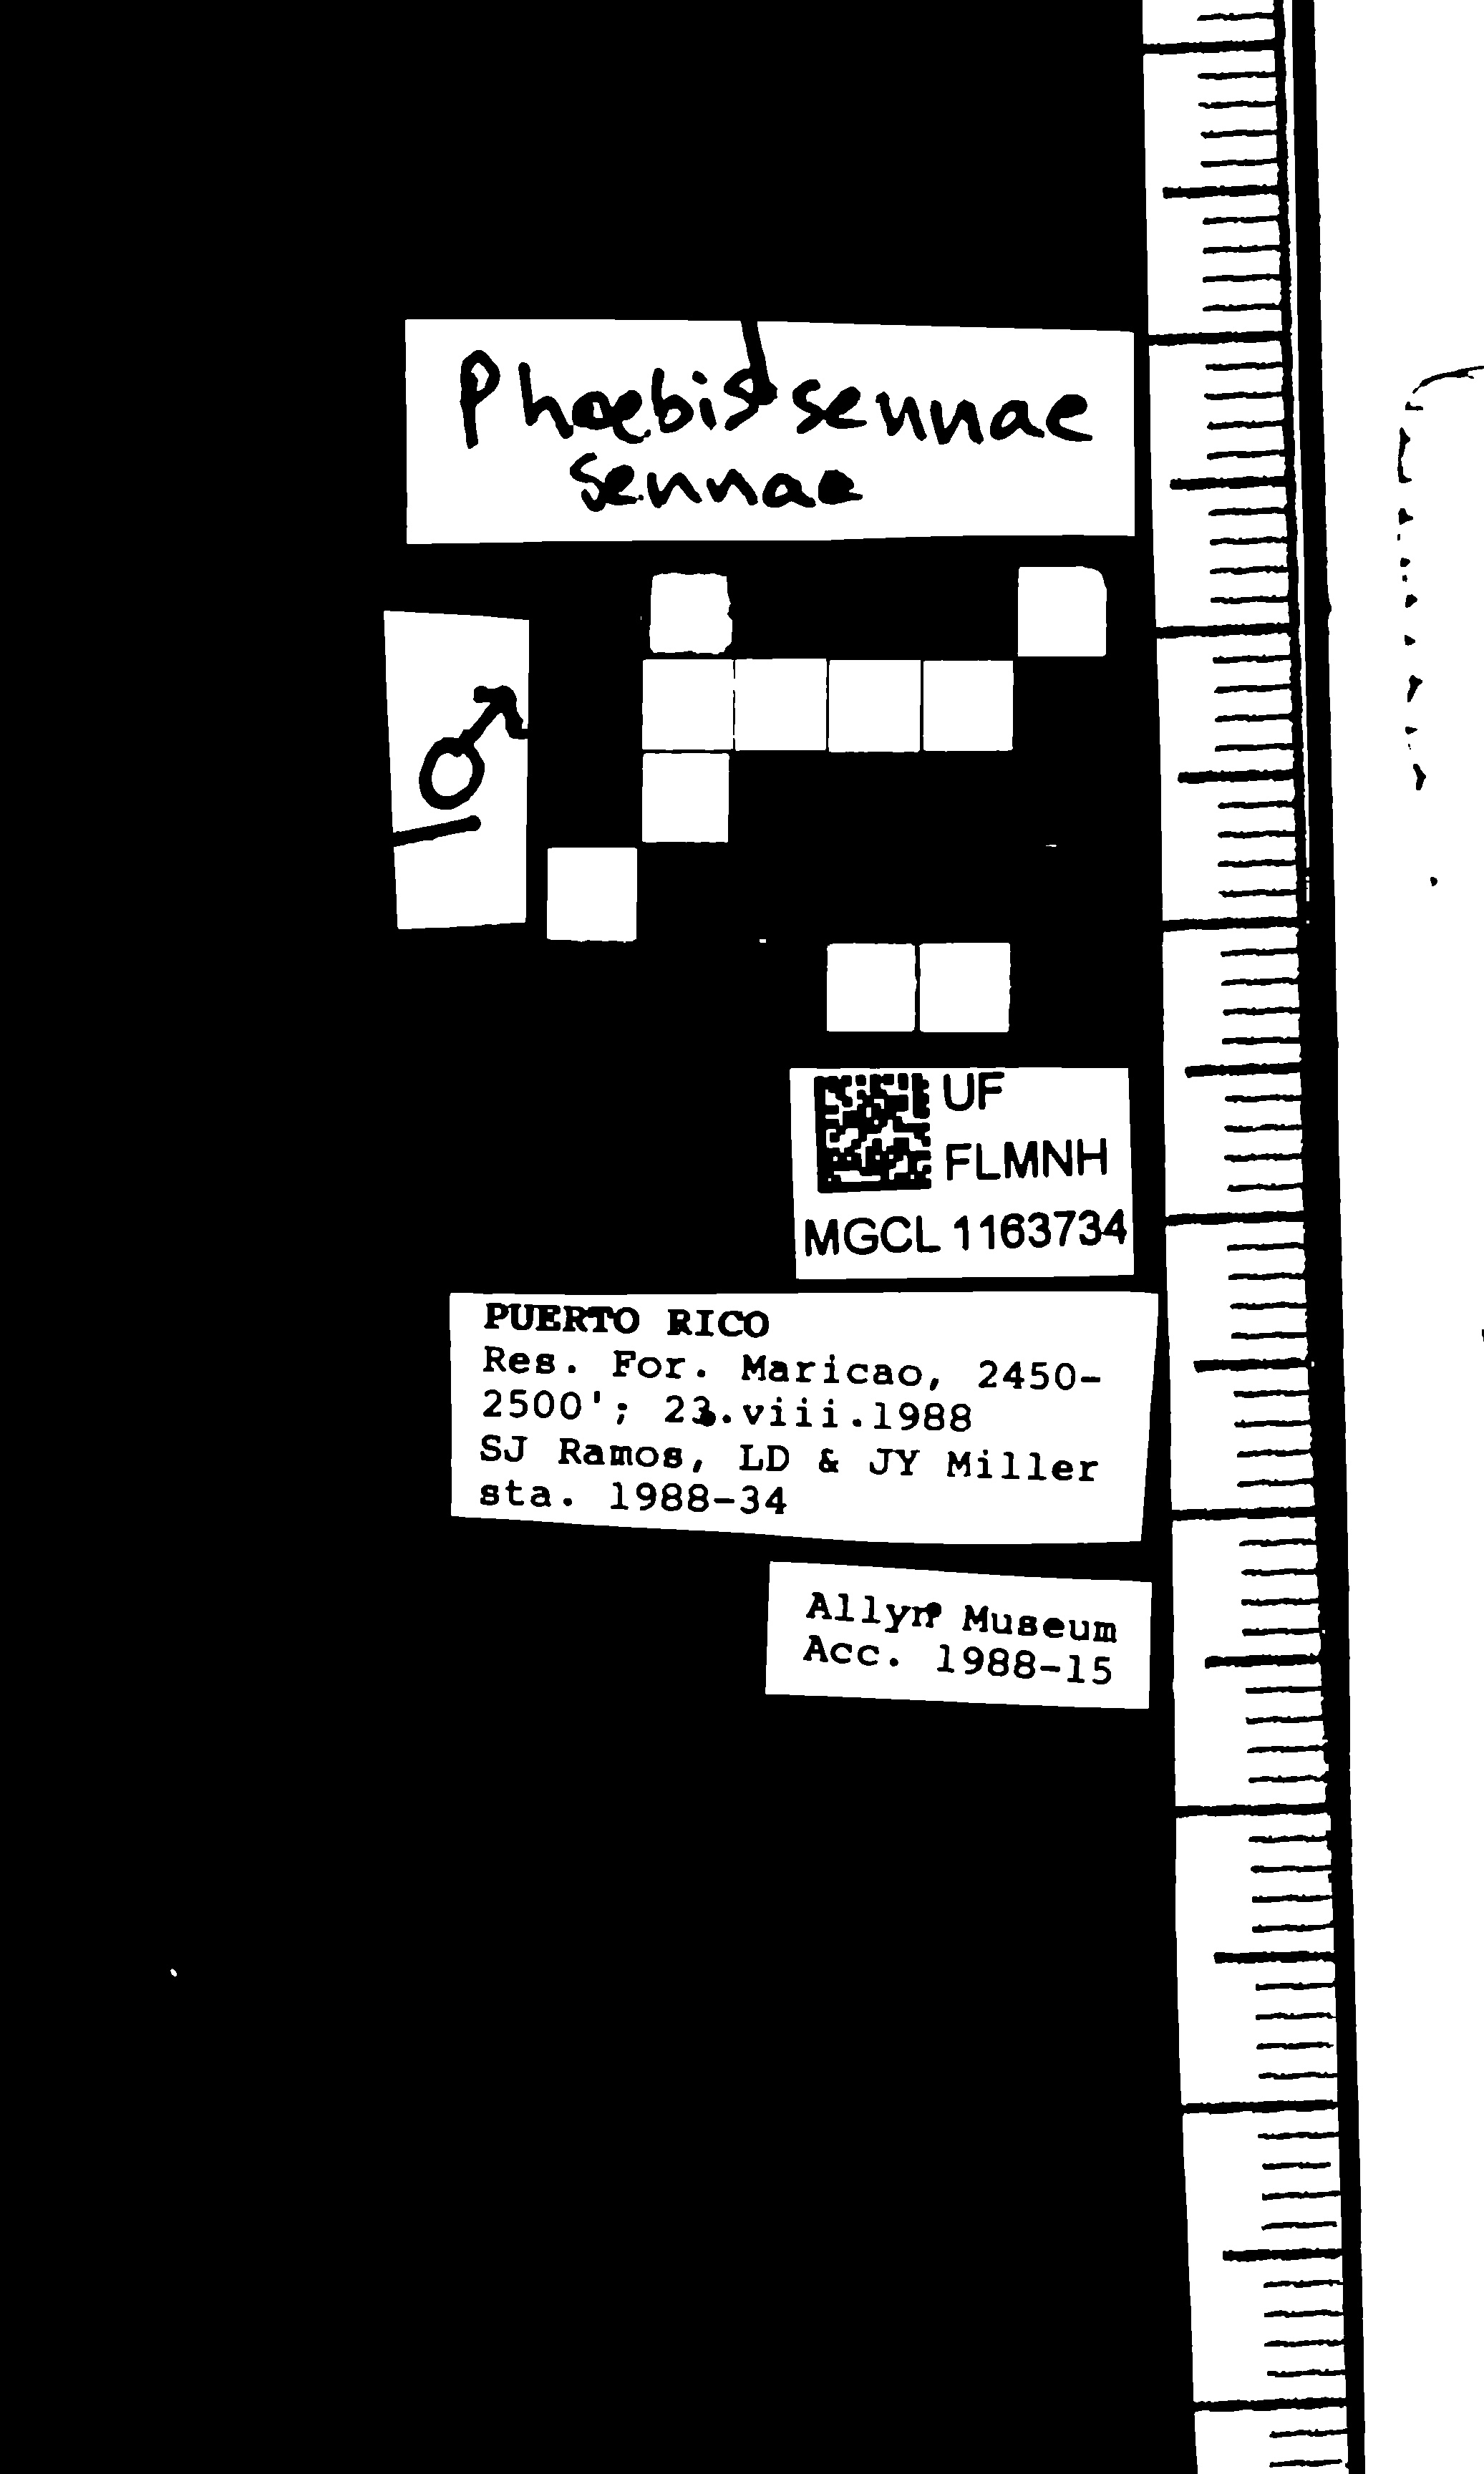 Phoebis sennae
sennae
♂
UF
FLMNH
MGCL 1163734
PUERTO RICO
Res. For. Maricao, 2450-
2500'; 23.viii.1988
SJ Ramos, LD & JY Miller
sta. 1988-34
Allyn Museum
Acc. 1988-15